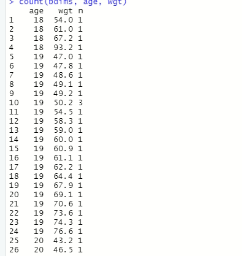 > count(bdims, age, wgt)
age wgt n
1 18 54.0 1
2 18 61.0 1
3 18 67.2 1
4 18 93.2 1
5 19 47.0 1
6 19 47.8 1
7 19 48.6 1
8 19 49.1 1
9 19 49.2 1
10 19 50.2 3
11 19 54.5 1
12 19 58.3 1
13 19 59.0 1
14 19 60.0 1
15 19 60.9 1
16 19 61.1 1
17 19 62.2 1
18 19 64.4 1
19 19 67.9 1
20 19 69.1 1
21 19 70.6 1
22 19 73.6 1
23 19 74.3 1
24 19 76.6 1
25 20 43.2 1
26 20 46.5 1